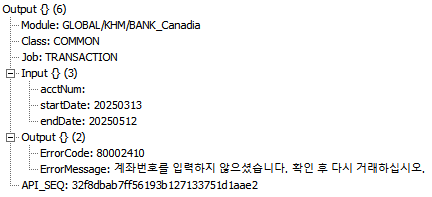 Output {} (6)
Module: GLOBAL/KHM/BANK_Canadia
Class: COMMON
Job: TRANSACTION
Input {} (3)
acctNum:
startDate: 20250313
endDate: 20250512
Output {} (2)
ErrorCode: 80002410
ErrorMessage: 계좌번호를 입력하지 않으셨습니다. 확인 후 다시 거래하십시오.
API_SEQ: 32f8dbab7ff56193b127133751d1aae2